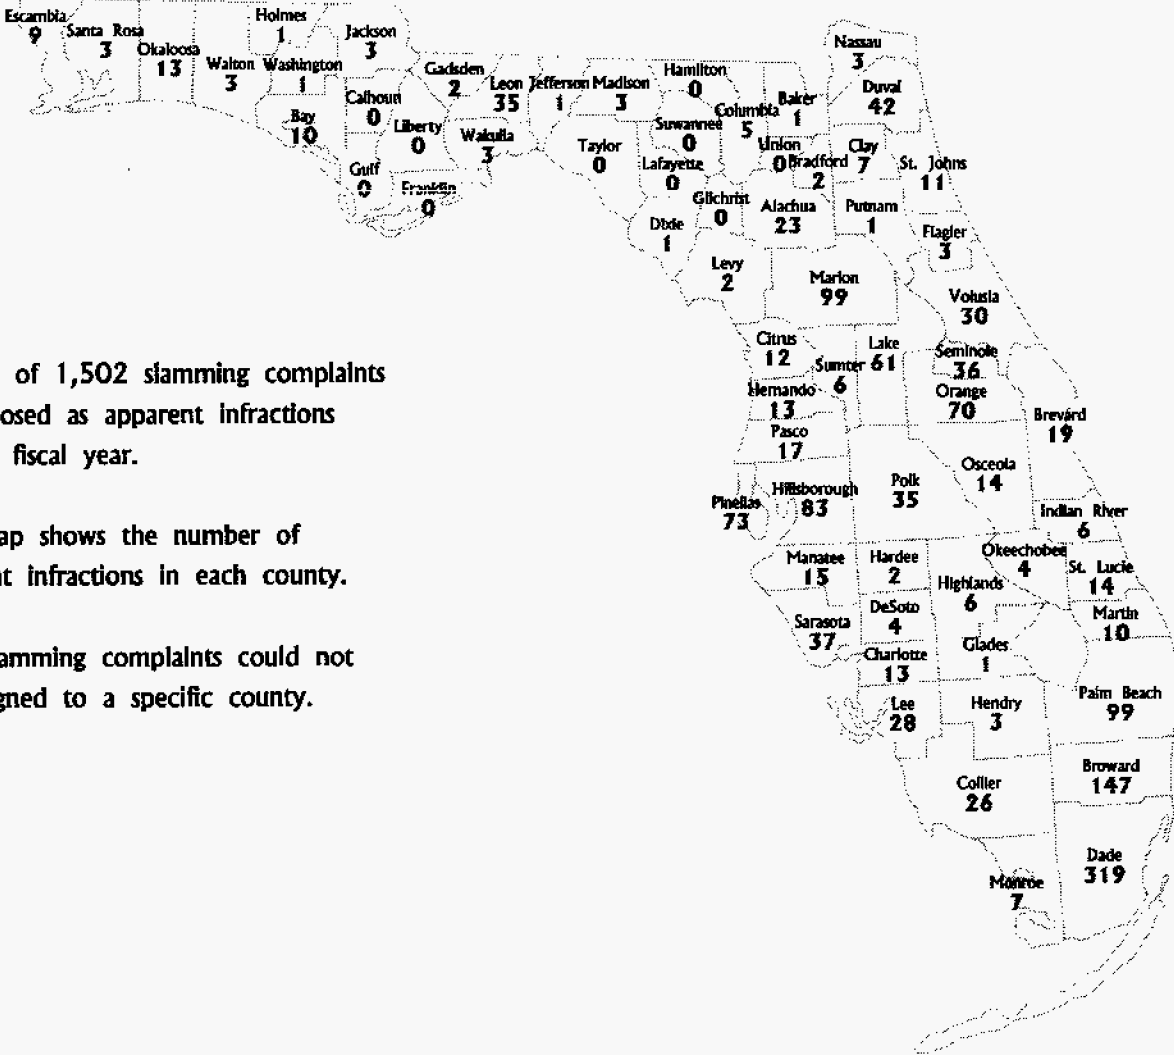 Escambia
9
Santa Rosa
3
Okaloosa
13
Walton
3
Holmes
1
Washington
1
Jackson
3
Bay
10
Calhoun
0
Gulf
0
Liberty
0
Franklin
0
Gadsden
2
Leon
35
Wakulla
3
Jefferson
1
Madison
3
Taylor
0
Hamilton
0
Suwannee
0
Lafayette
0
Dixie
1
Columbia
5
Gilchrist
0
Baker
1
Union
0
Bradford
2
Nassau
3
Duval
42
Clay
7
St. Johns
11
Alachua
23
Putnam
1
Flagler
3
Levy
2
Marion
99
Volusia
30
Citrus
12
Sumter
6
Lake
61
Seminole
36
Orange
70
Hernando
13
Pasco
17
Brevard
19
Osceola
14
Polk
35
Hillsborough
83
Pinellas
73
Indian River
6
Manatee
15
Hardee
2
Okeechobee
4
St. Lucie
14
Highlands
6
DeSoto
4
Sarasota
37
Martin
10
Glades
1
Charlotte
13
Lee
28
Hendry
3
Palm Beach
99
Broward
147
Collier
26
Dade
319
Monroe
7
of 1,502 slamming complaints
osed as apparent infractions
fiscal year.
ap shows the number of
t infractions in each county.
amming complaints could not
gned to a specific county.